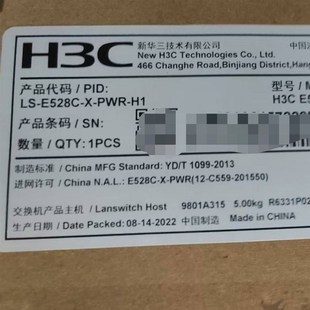 H3C
新华三技术有限公司
New H3C Technologies Co., Ltd.
466 Changhe Road,Binjiang District,Han
产品代码 / PID:
LS-E528C-X-PWR-H1
型号 / M
H3C E5
产品条码 / SN:
数量 / QTY: 1PCS
制造标准 / China MFG Standard: YD/T 1099-2013
进网许可 / China N.A.L.: E528C-X-PWR(12-C559-201550)
交换机产品主机 / Lanswitch Host 9801A315 5.00kg R6331P02
生产日期 / Date Packed: 08-14-2022 中国制造 / Made in CHINA